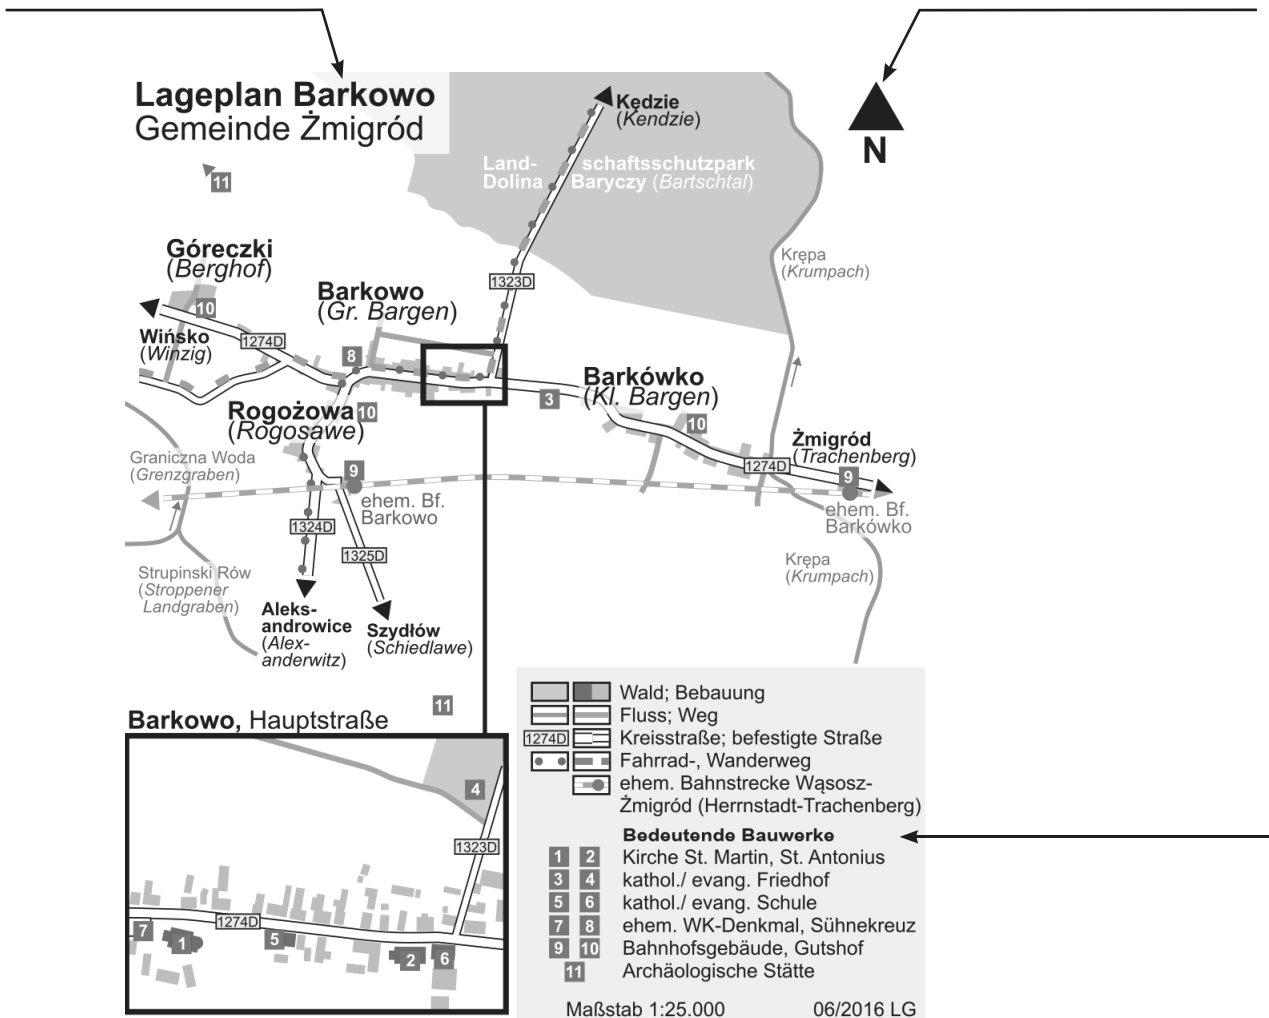 Lageplan Barkowo
Gemeinde Żmigród
N
11
Kędzie
(Kendzie)
Land- schaftsschutzpark
Dolina Baryczy (Bartschtal)
Góreczki
(Berghof)
10
Krępa
(Krumpach)
1323D
Barkowo
(Gr. Bargen)
Wińsko
(Winzig)
1274D
8
Barkówko
(Kl. Bargen)
3
Rogożowa
(Rogosawe)
10
10
Żmigród
(Trachenberg)
1274D
Graniczna Woda
(Grenzgraben)
9
9
ehem. Bf.
Barkowo
ehem. Bf.
Barkówko
1324D
1325D
Krępa
(Krumpach)
Strupinski Rów
(Stroppener
Landgraben)
Aleks-
androwice
(Alex-
anderwitz)
Szydłów
(Schiedlawe)
11
Barkowo, Hauptstraße
4
1323D
1274D
7
1
5
2
6
Wald; Bebauung
Fluss; Weg
1274D Kreisstraße; befestigte Straße
Fahrrad-, Wanderweg
ehem. Bahnstrecke Wąsosz-
Żmigród (Herrnstadt-Trachenberg)
Bedeutende Bauwerke
1 2 Kirche St. Martin, St. Antonius
3 4 kathol./ evang. Friedhof
5 6 kathol./ evang. Schule
7 8 ehem. WK-Denkmal, Sühnekreuz
9 10 Bahnhofsgebäude, Gutshof
11 Archäologische Stätte
Maßstab 1:25.000 06/2016 LG